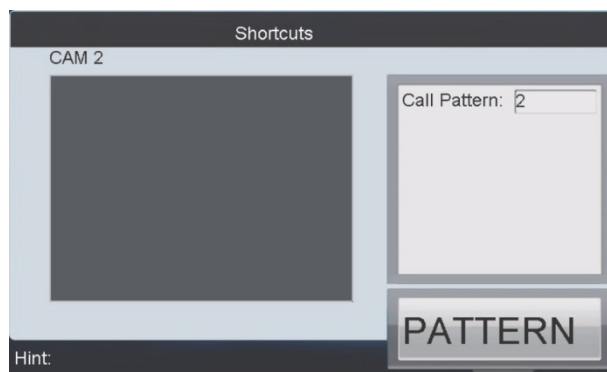 Shortcuts
CAM 2
Call Pattern: 2
PATTERN
Hint: